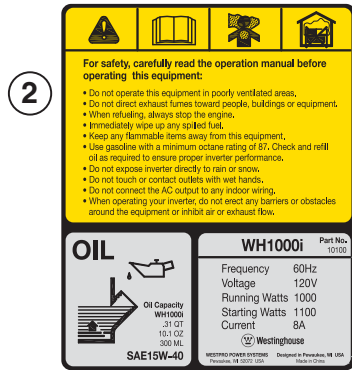 2
For safety, carefully read the operation manual before
operating this equipment:
• Do not operate this equipment in poorly ventilated areas.
• Do not direct exhaust fumes toward people, buildings or equipment.
• When refueling, always stop the engine.
• Immediately wipe up any spilled fuel.
• Keep any flammable items away from this equipment.
• Use gasoline with a minimum octane rating of 87. Check and refill
oil as required to ensure proper inverter performance.
• Do not expose inverter directly to rain or snow.
• Do not touch or contact outlets with wet hands.
• Do not connect the AC output to any indoor wiring.
• When operating your inverter, do not erect any barriers or obstacles
around the equipment or inhibit air or exhaust flow.
OIL
Oil Capacity
WH1000i
.31 QT
10.1 OZ
300 ML
SAE15W-40
WH1000i Part No.
10100
Frequency 60Hz
Voltage 120V
Running Watts 1000
Starting Watts 1100
Current 8A
W Westinghouse
WESTPRO POWER SYSTEMS Designed in Pewaukee, WI USA
Pewaukee, WI 53072 USA Made in China